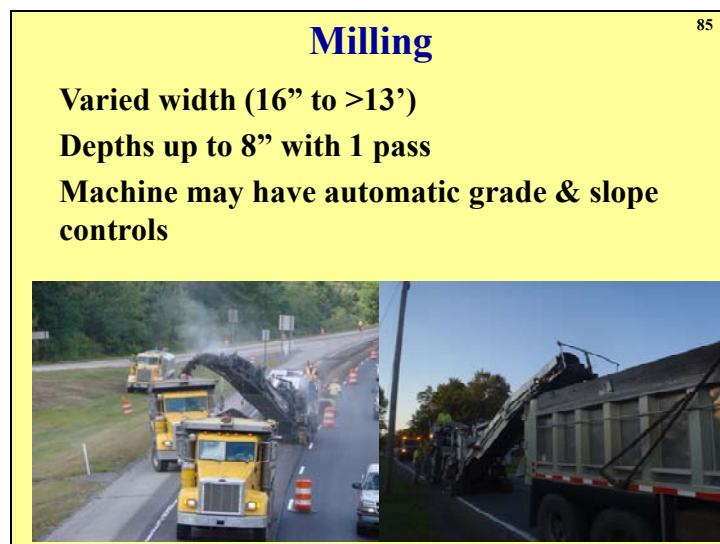 85
Milling
Varied width (16” to >13’)
Depths up to 8” with 1 pass
Machine may have automatic grade & slope
controls